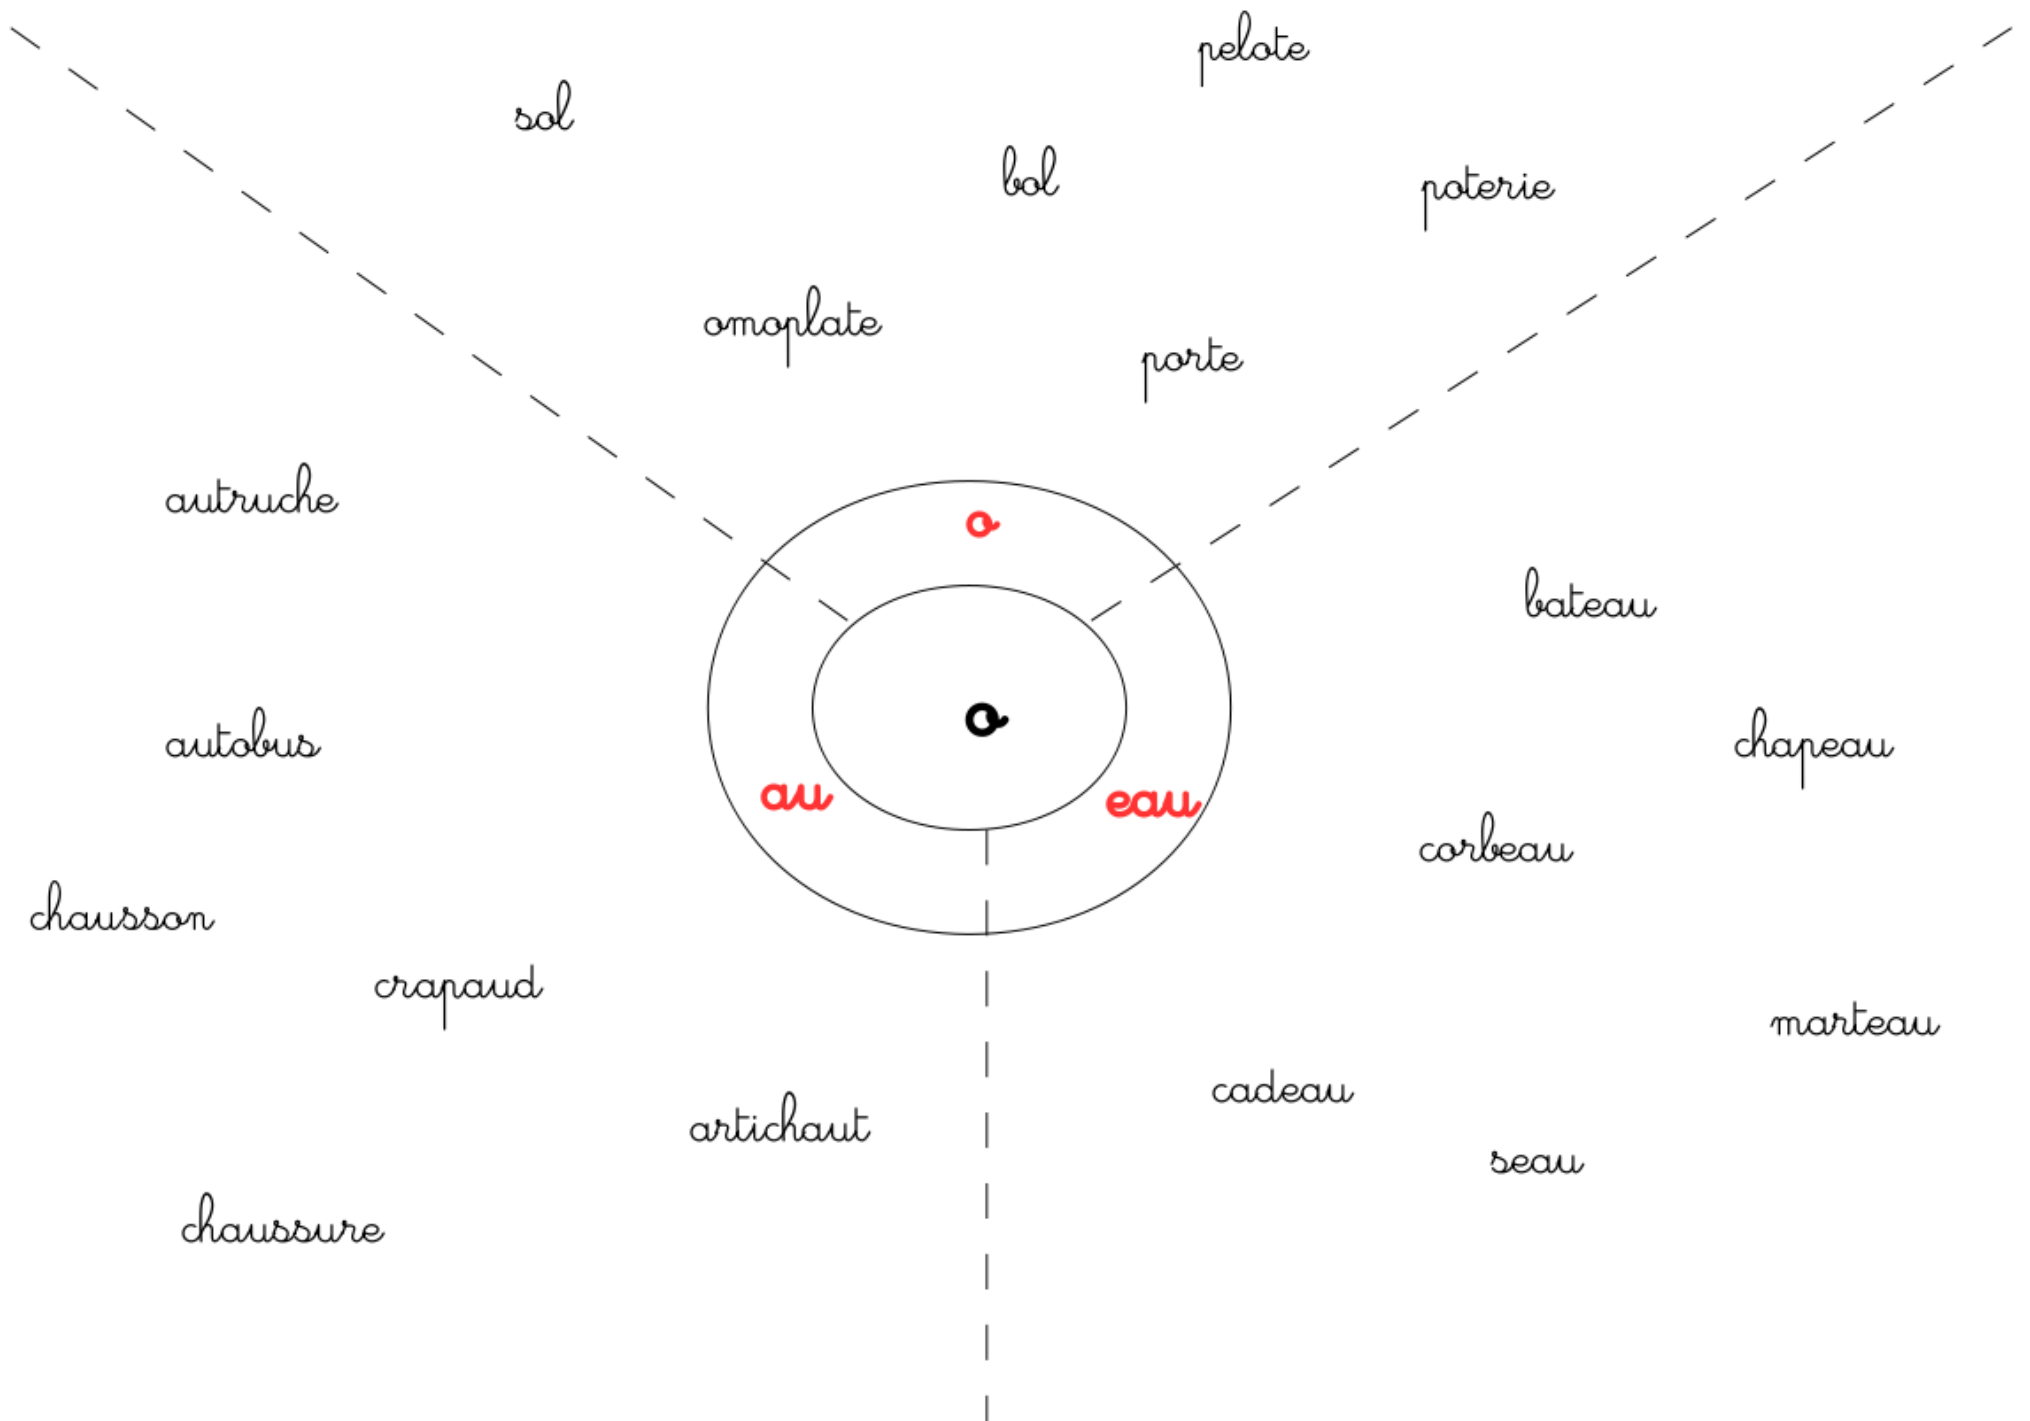 pelote
sol
bol
poterie
omoplate
porte
autruche
o
bateau
autobus
o
chapeau
au
eau
corbeau
chausson
crapaud
marteau
cadeau
artichaut
seau
chaussure